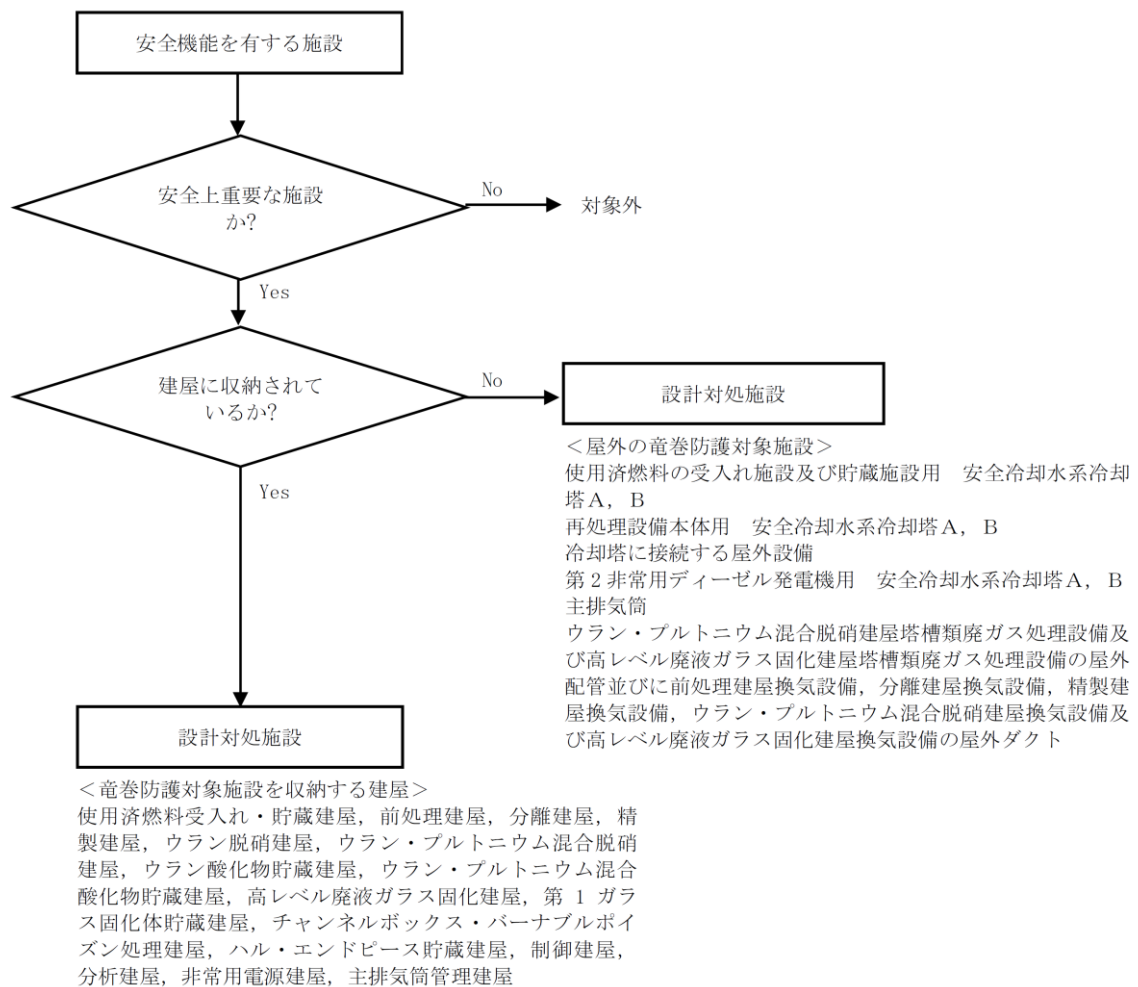 安全機能を有する施設
安全上重要な施設
か?
No
対象外
Yes
建屋に収納されて
いるか?
No
設計対処施設
＜屋外の竜巻防護対象施設＞
使用済燃料の受入れ施設及び貯蔵施設用　安全冷却水系冷却
塔Ａ，Ｂ
再処理設備本体用　安全冷却水系冷却塔Ａ，Ｂ
冷却塔に接続する屋外設備
第２非常用ディーゼル発電機用　安全冷却水系冷却塔Ａ，Ｂ
主排気筒
ウラン・プルトニウム混合脱硝建屋塔槽類廃ガス処理設備及
び高レベル廃液ガラス固化建屋塔槽類廃ガス処理設備の屋外
配管並びに前処理建屋換気設備，分離建屋換気設備，精製建
屋換気設備，ウラン・プルトニウム混合脱硝建屋換気設備及
び高レベル廃液ガラス固化建屋換気設備の屋外ダクト
Yes
設計対処施設
＜竜巻防護対象施設を収納する建屋＞
使用済燃料受入れ・貯蔵建屋，前処理建屋，分離建屋，精
製建屋，ウラン脱硝建屋，ウラン・プルトニウム混合脱硝
建屋，ウラン酸化物貯蔵建屋，ウラン・プルトニウム混合
酸化物貯蔵建屋，高レベル廃液ガラス固化建屋，第 1 ガラ
ス固化体貯蔵建屋，チャンネルボックス・バーナブルポイ
ズン処理建屋，ハル・エンドピース貯蔵建屋，制御建屋，
分析建屋，非常用電源建屋，主排気筒管理建屋